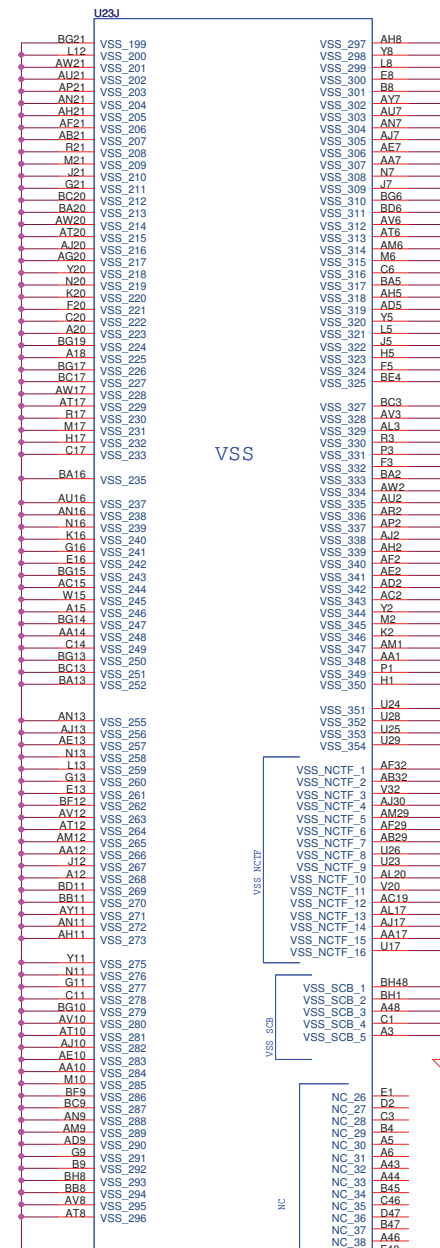 U23J
BG21 VSS_199
L12 VSS_200
AW21 VSS_201
AU21 VSS_202
AP21 VSS_203
AN21 VSS_204
AH21 VSS_205
AF21 VSS_206
AB21 VSS_207
R21 VSS_208
M21 VSS_209
J21 VSS_210
G21 VSS_211
BC20 VSS_212
BA20 VSS_213
AW20 VSS_214
AT20 VSS_215
AJ20 VSS_216
AG20 VSS_217
Y20 VSS_218
N20 VSS_219
K20 VSS_220
F20 VSS_221
C20 VSS_222
A20 VSS_223
BG19 VSS_224
A18 VSS_225
BG17 VSS_226
BC17 VSS_227
AW17 VSS_228
AT17 VSS_229
R17 VSS_230
M17 VSS_231
H17 VSS_232
C17 VSS_233
BA16 VSS_235
AU16 VSS_237
AN16 VSS_238
N16 VSS_239
K16 VSS_240
G16 VSS_241
E16 VSS_242
BG15 VSS_243
AC15 VSS_244
W15 VSS_245
A15 VSS_246
BG14 VSS_247
AA14 VSS_248
C14 VSS_249
BG13 VSS_250
BC13 VSS_251
BA13 VSS_252
AN13 VSS_255
AJ13 VSS_256
AE13 VSS_257
N13 VSS_258
L13 VSS_259
G13 VSS_260
E13 VSS_261
BF12 VSS_262
AV12 VSS_263
AT12 VSS_264
AM12 VSS_265
AA12 VSS_266
J12 VSS_267
A12 VSS_268
BD11 VSS_269
BB11 VSS_270
AY11 VSS_271
AN11 VSS_272
AH11 VSS_273
Y11 VSS_275
N11 VSS_276
G11 VSS_277
C11 VSS_278
BG10 VSS_279
AV10 VSS_280
AT10 VSS_281
AJ10 VSS_282
AE10 VSS_283
AA10 VSS_284
M10 VSS_285
BF9 VSS_286
BC9 VSS_287
AN9 VSS_288
AM9 VSS_289
AD9 VSS_290
G9 VSS_291
B9 VSS_292
BH8 VSS_293
BB8 VSS_294
AV8 VSS_295
AT8 VSS_296
VSS
VSS_297 AH8
VSS_298 Y8
VSS_299 L8
VSS_300 E8
VSS_301 B8
VSS_302 AY7
VSS_303 AU7
VSS_304 AN7
VSS_305 AJ7
VSS_306 AE7
VSS_307 AA7
VSS_308 N7
VSS_309 J7
VSS_310 BG6
VSS_311 BD6
VSS_312 AV6
VSS_313 AT6
VSS_314 AM6
VSS_315 M6
VSS_316 C6
VSS_317 BA5
VSS_318 AH5
VSS_319 AD5
VSS_320 Y5
VSS_321 L5
VSS_322 J5
VSS_323 H5
VSS_324 F5
VSS_325 BE4
VSS_327 BC3
VSS_328 AV3
VSS_329 AL3
VSS_330 R3
VSS_331 P3
VSS_332 F3
VSS_333 BA2
VSS_334 AW2
VSS_335 AU2
VSS_336 AR2
VSS_337 AP2
VSS_338 AJ2
VSS_339 AH2
VSS_340 AF2
VSS_341 AE2
VSS_342 AD2
VSS_343 AC2
VSS_344 Y2
VSS_345 M2
VSS_346 K2
VSS_347 AM1
VSS_348 AA1
VSS_349 P1
VSS_350 H1
VSS_351 U24
VSS_352 U28
VSS_353 U25
VSS_354 U29
VSS NCTF
VSS_NCTF_1 AF32
VSS_NCTF_2 AB32
VSS_NCTF_3 V32
VSS_NCTF_4 AJ30
VSS_NCTF_5 AM29
VSS_NCTF_6 AF29
VSS_NCTF_7 AB29
VSS_NCTF_8 U26
VSS_NCTF_9 U23
VSS_NCTF_10 AL20
VSS_NCTF_11 V20
VSS_NCTF_12 AC19
VSS_NCTF_13 AL17
VSS_NCTF_14 AJ17
VSS_NCTF_15 AA17
VSS_NCTF_16 U17
VSS SCB
VSS_SCB_1 BH48
VSS_SCB_2 BH1
VSS_SCB_3 A48
VSS_SCB_4 C1
VSS_SCB_5 A3
NC
NC_26 E1
NC_27 D2
NC_28 C3
NC_29 B4
NC_30 A5
NC_31 A6
NC_32 A43
NC_33 A44
NC_34 B45
NC_35 C46
NC_36 D47
NC_37 B47
NC_38 A46